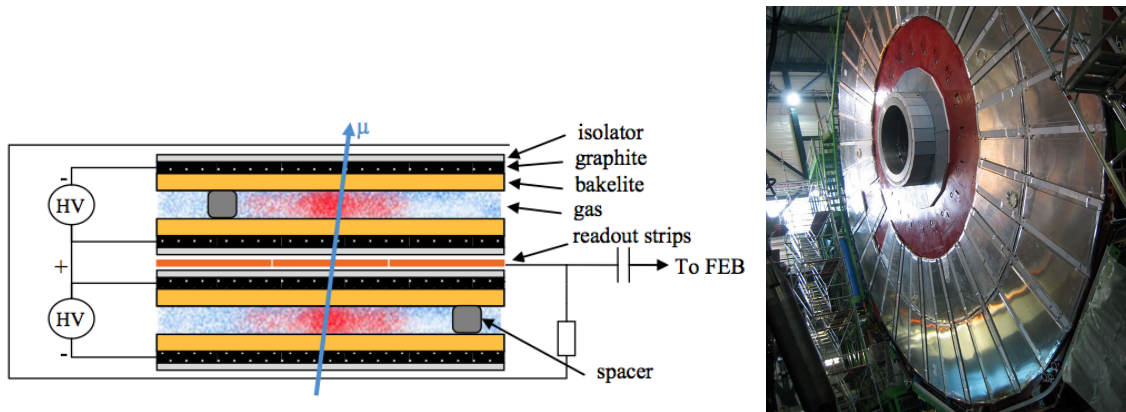 μ
isolator
graphite
bakelite
gas
readout strips
-
HV
+
To FEB
HV
-
spacer